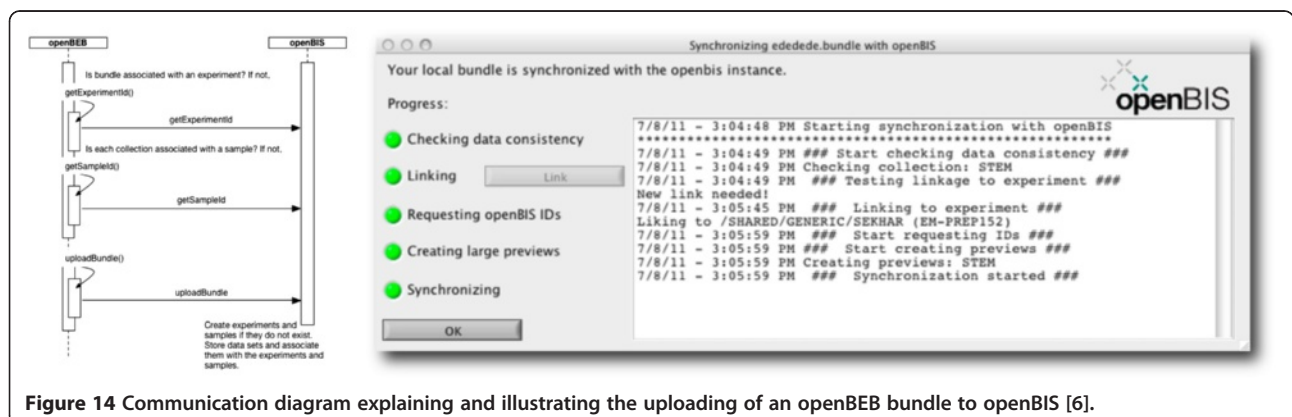 openBEB
openBIS
Is bundle associated with an experiment? If not,
getExperimentId()
getExperimentId
Is each collection associated with a sample? If not,
getSampleId()
getSampleId
uploadBundle()
uploadBundle
Create experiments and
samples if they do not exist.
Store data sets and associate
them with the experiments and
samples.
Synchronizing ededede.bundle with openBIS
Your local bundle is synchronized with the openbis instance.
openBIS
Progress:
Checking data consistency
Linking
Link
Requesting openBIS IDs
Creating large previews
Synchronizing
OK
7/8/11 - 3:04:48 PM Starting synchronization with openBIS
************************************************************
7/8/11 - 3:04:49 PM ### Start checking data consistency ###
7/8/11 - 3:04:49 PM Checking collection: STEM
7/8/11 - 3:04:49 PM ### Testing linkage to experiment ###
New link needed!
7/8/11 - 3:05:45 PM ### Linking to experiment ###
Liking to /SHARED/GENERIC/SEKHAR (EM-PREP152)
7/8/11 - 3:05:59 PM ### Start requesting IDs ###
7/8/11 - 3:05:59 PM ### Start creating previews ###
7/8/11 - 3:05:59 PM Creating previews: STEM
7/8/11 - 3:05:59 PM ### Synchronization started ###
Figure 14 Communication diagram explaining and illustrating the uploading of an openBEB bundle to openBIS [6].